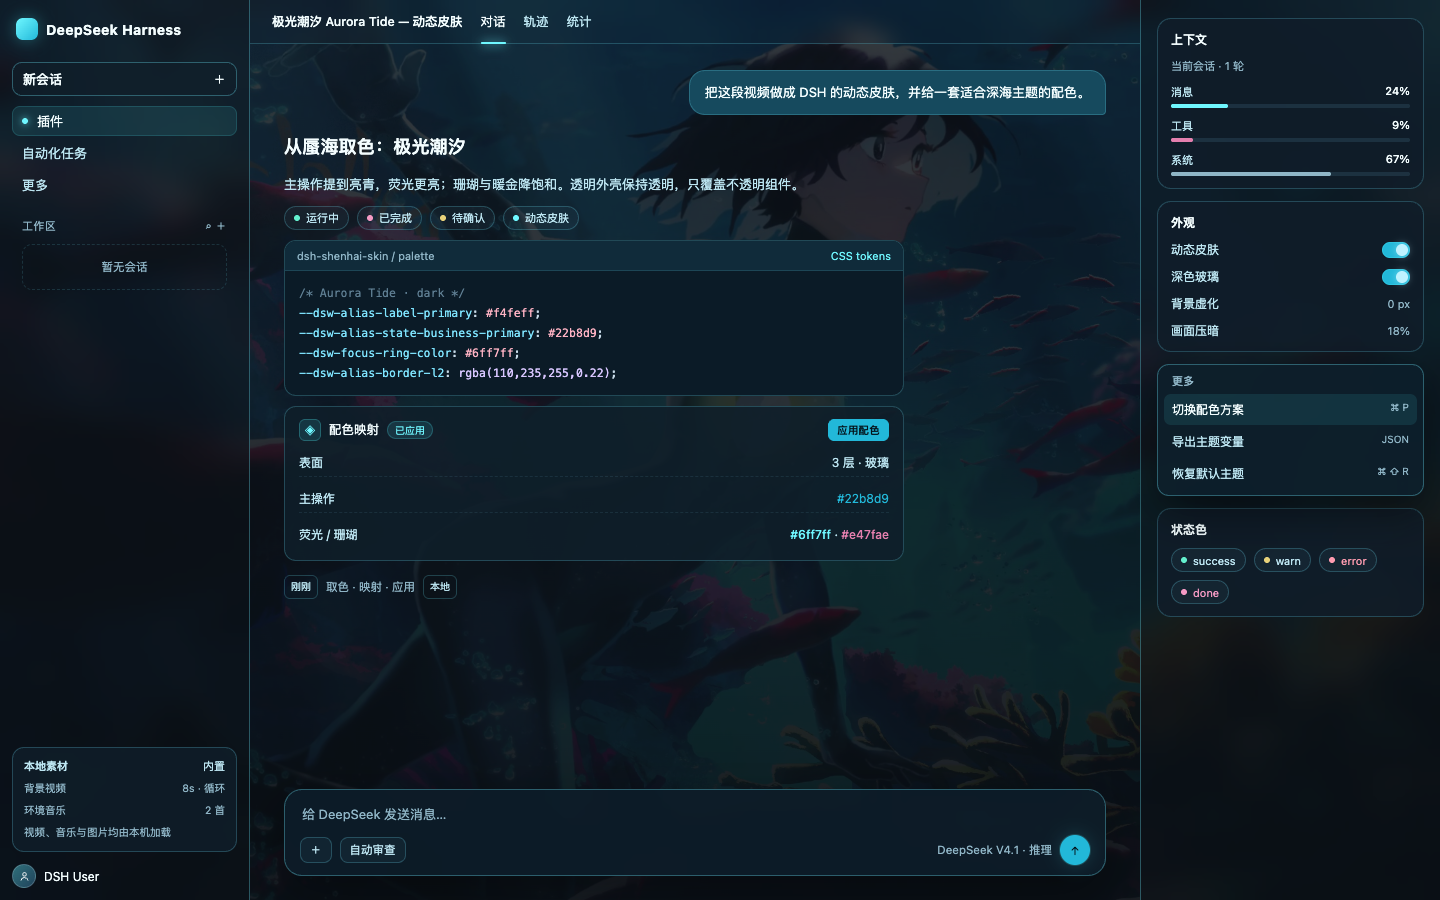 DeepSeek Harness
新会话 +
插件
自动化任务
更多
工作区
暂无会话
本地素材 内置
背景视频 8s · 循环
环境音乐 2 首
视频、音乐与图片均由本机加载
DSH User
极光潮汐 Aurora Tide — 动态皮肤 对话 轨迹 统计
把这段视频做成 DSH 的动态皮肤，并给一套适合深海主题的配色。
从蜃海取色：极光潮汐
主操作提到亮青，荧光更亮；珊瑚与暖金降饱和。透明外壳保持透明，只覆盖不透明组件。
运行中 已完成 待确认 动态皮肤
dsh-shenhai-skin / palette CSS tokens
/* Aurora Tide · dark */
--dsw-alias-label-primary: #f4feff;
--dsw-alias-state-business-primary: #22b8d9;
--dsw-focus-ring-color: #6ff7ff;
--dsw-alias-border-l2: rgba(110,235,255,0.22);
配色映射 已应用 应用配色
表面 3 层 · 玻璃
主操作 #22b8d9
荧光 / 珊瑚 #6ff7ff · #e47fae
刚刚 取色 · 映射 · 应用 本地
给 DeepSeek 发送消息...
+ 自动审查 DeepSeek V4.1 · 推理 ↑
上下文
当前会话 · 1 轮
消息 24%
工具 9%
系统 67%
外观
动态皮肤
深色玻璃
背景虚化 0 px
画面压暗 18%
更多
切换配色方案 ⌘ P
导出主题变量 JSON
恢复默认主题 ⌘ ⇧ R
状态色
success warn error
done